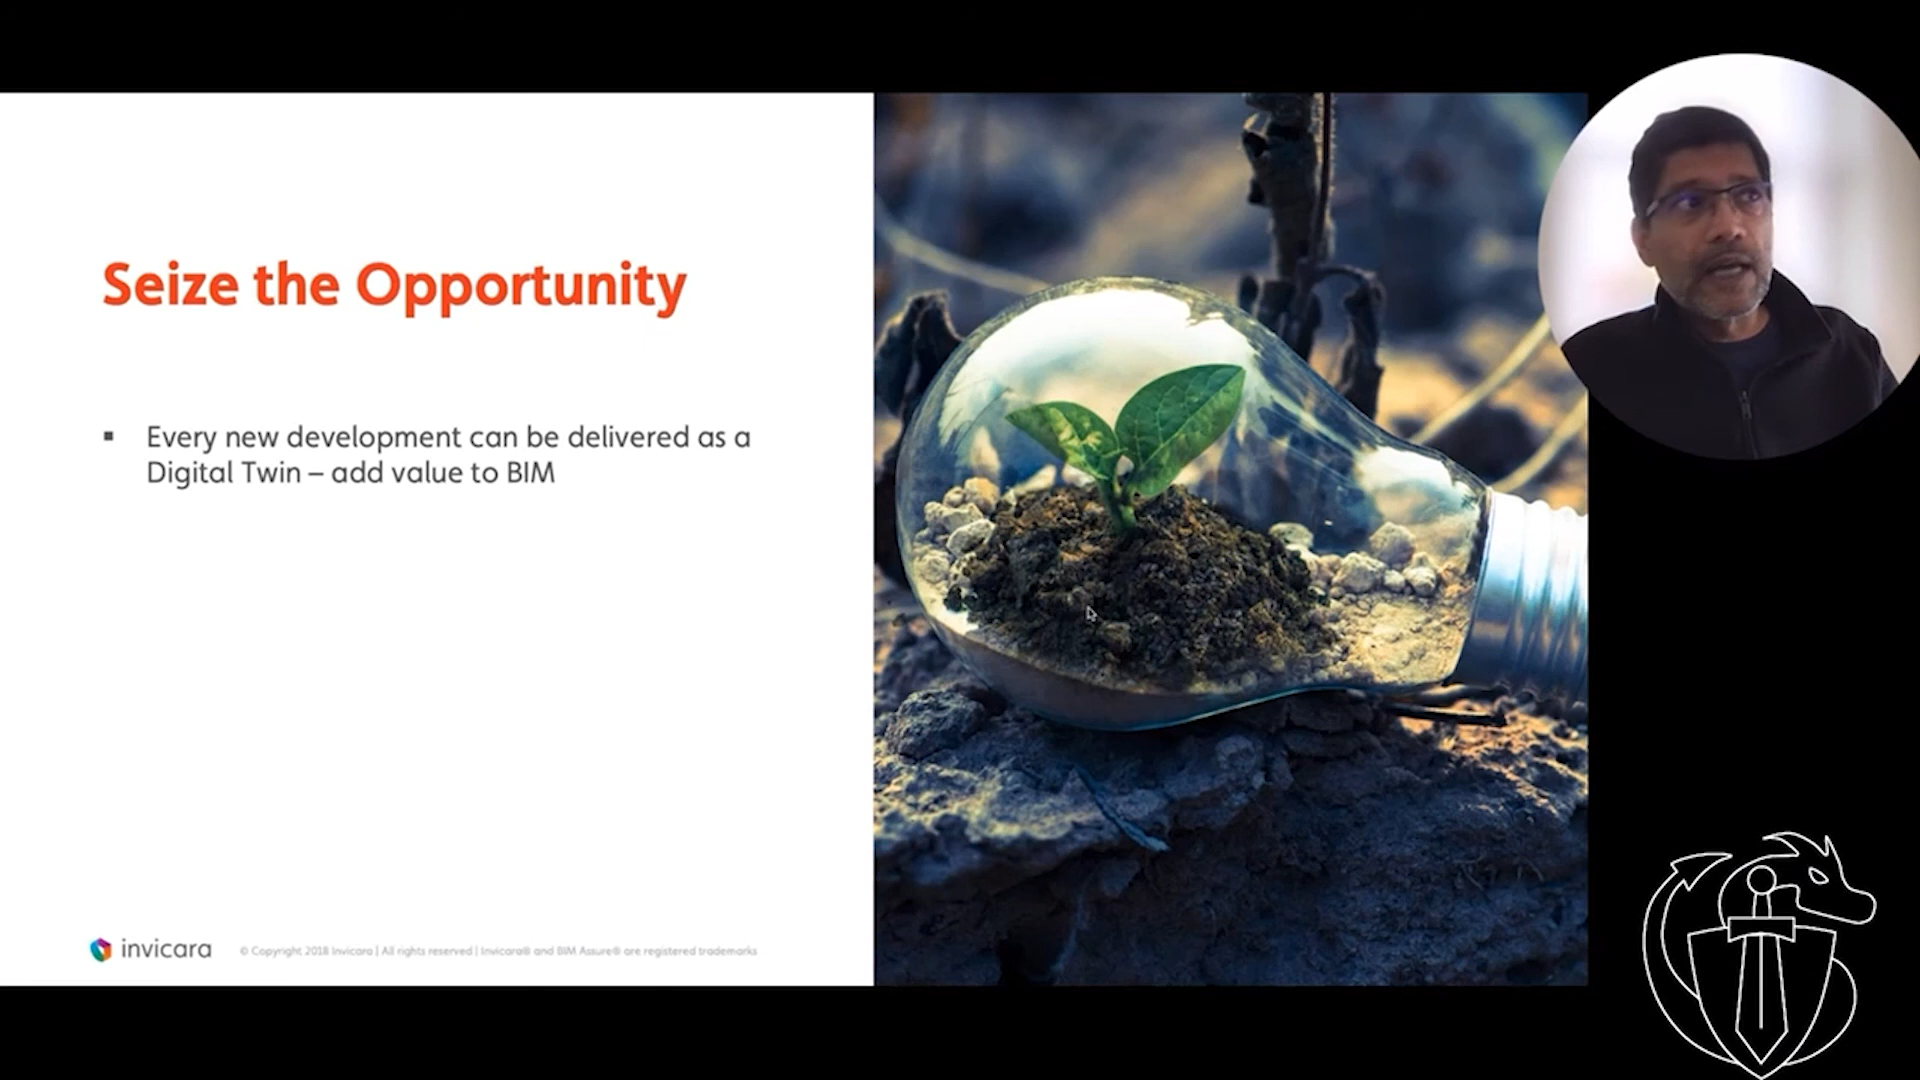 Seize the Opportunity
▪ Every new development can be delivered as a
Digital Twin – add value to BIM
invicara
© Copyright 2018 Invicara | All rights reserved | Invicara® and BIM Assure® are registered trademarks